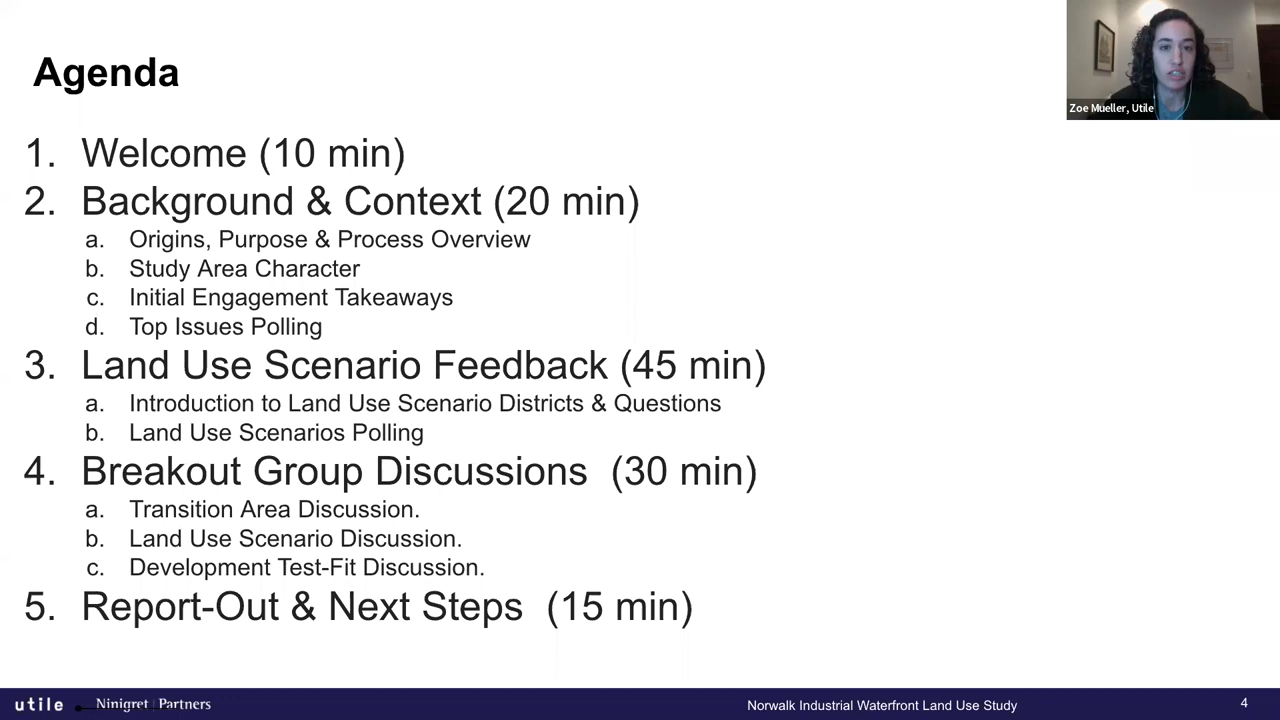 Agenda
Zoe Mueller, Utile
1. Welcome (10 min)
2. Background & Context (20 min)
a. Origins, Purpose & Process Overview
b. Study Area Character
c. Initial Engagement Takeaways
d. Top Issues Polling
3. Land Use Scenario Feedback (45 min)
a. Introduction to Land Use Scenario Districts & Questions
b. Land Use Scenarios Polling
4. Breakout Group Discussions (30 min)
a. Transition Area Discussion.
b. Land Use Scenario Discussion.
c. Development Test-Fit Discussion.
5. Report-Out & Next Steps (15 min)
utile Ninigret | Partners Norwalk Industrial Waterfront Land Use Study 4